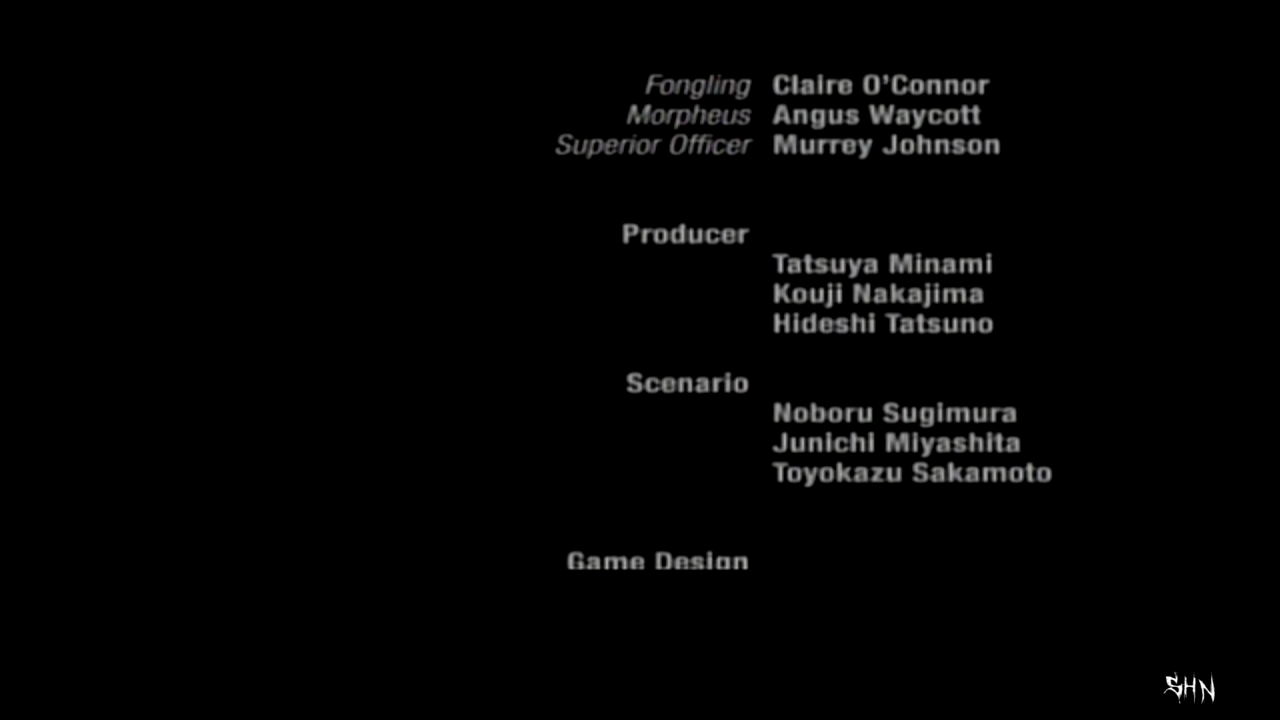 Fongling Claire O'Connor
Morpheus Angus Waycott
Superior Officer Murrey Johnson
Producer
Tatsuya Minami
Kouji Nakajima
Hideshi Tatsuno
Scenario
Noboru Sugimura
Junichi Miyashita
Toyokazu Sakamoto
Game Design
SHN